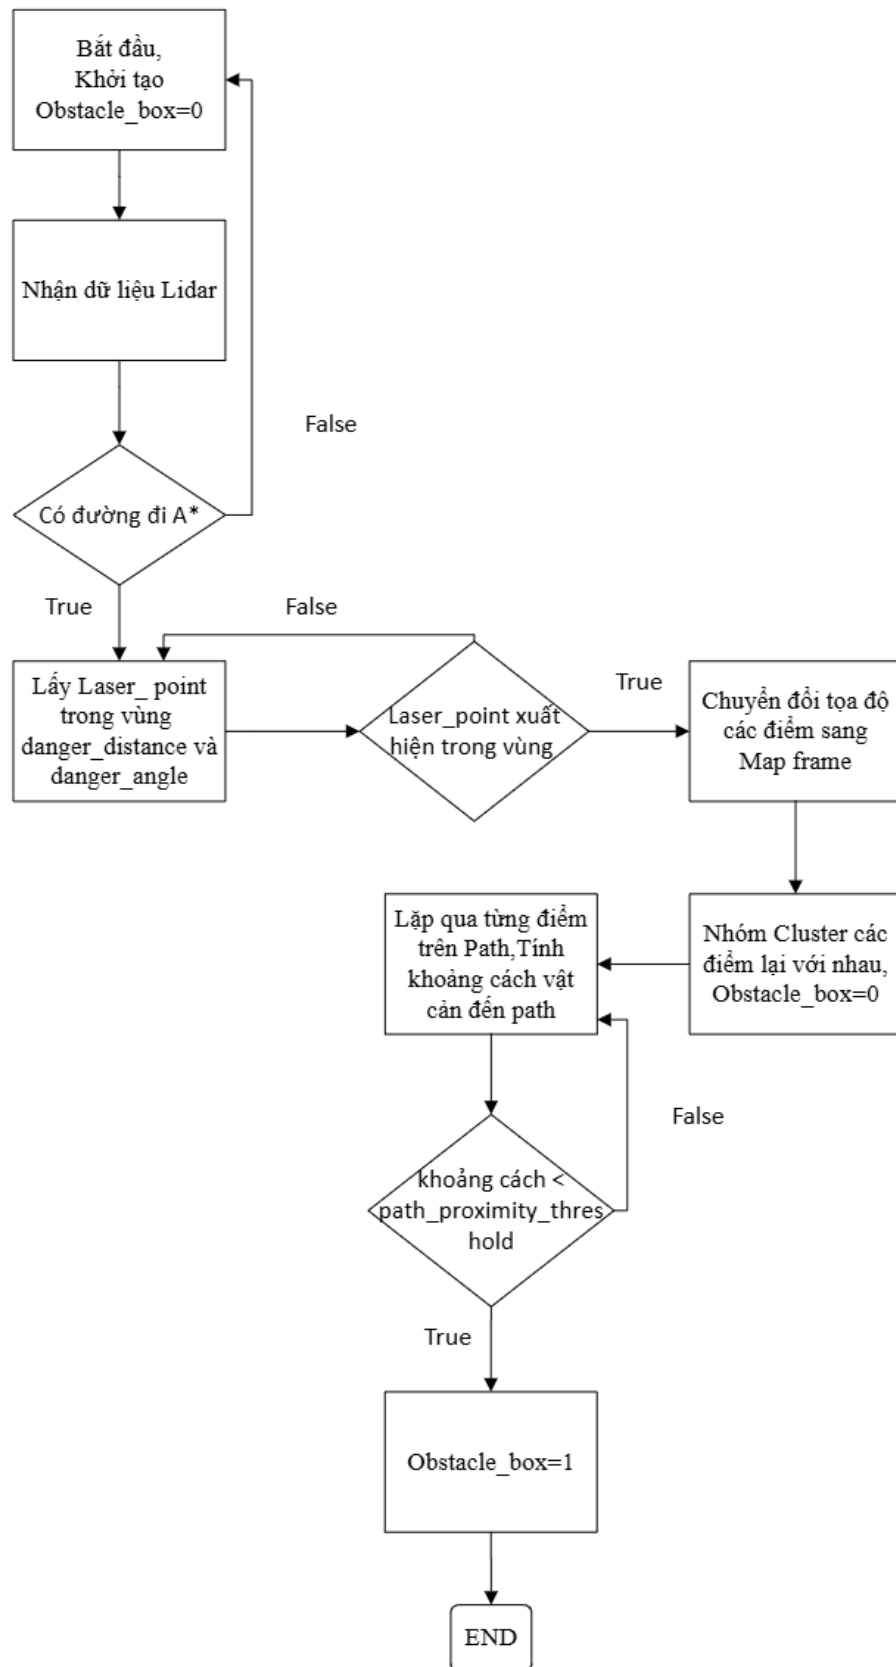 Bắt đầu,
Khởi tạo
Obstacle_box=0
Nhận dữ liệu Lidar
False
Có đường đi A*
True
False
Lấy Laser_ point
trong vùng
danger_distance và
danger_angle
Laser_point xuất
hiện trong vùng
True
Chuyển đổi tọa độ
các điểm sang
Map frame
Lặp qua từng điểm
trên Path,Tính
khoảng cách vật
cản đến path
Nhóm Cluster các
điểm lại với nhau,
Obstacle_box=0
False
khoảng cách <
path_proximity_thres
hold
True
Obstacle_box=1
END